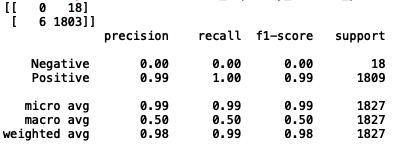 [[ 0 18]
[ 6 1803]]
precision recall f1-score support
Negative 0.00 0.00 0.00 18
Positive 0.99 1.00 0.99 1809
micro avg 0.99 0.99 0.99 1827
macro avg 0.50 0.50 0.50 1827
weighted avg 0.98 0.99 0.98 1827